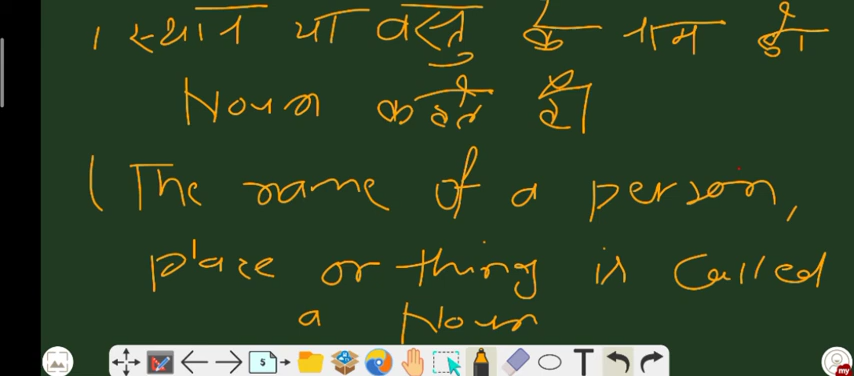 । स्थान या वस्तु के नाम को
Noun कहते हैं।
( The name of a person,
place or thing is called
a Noun